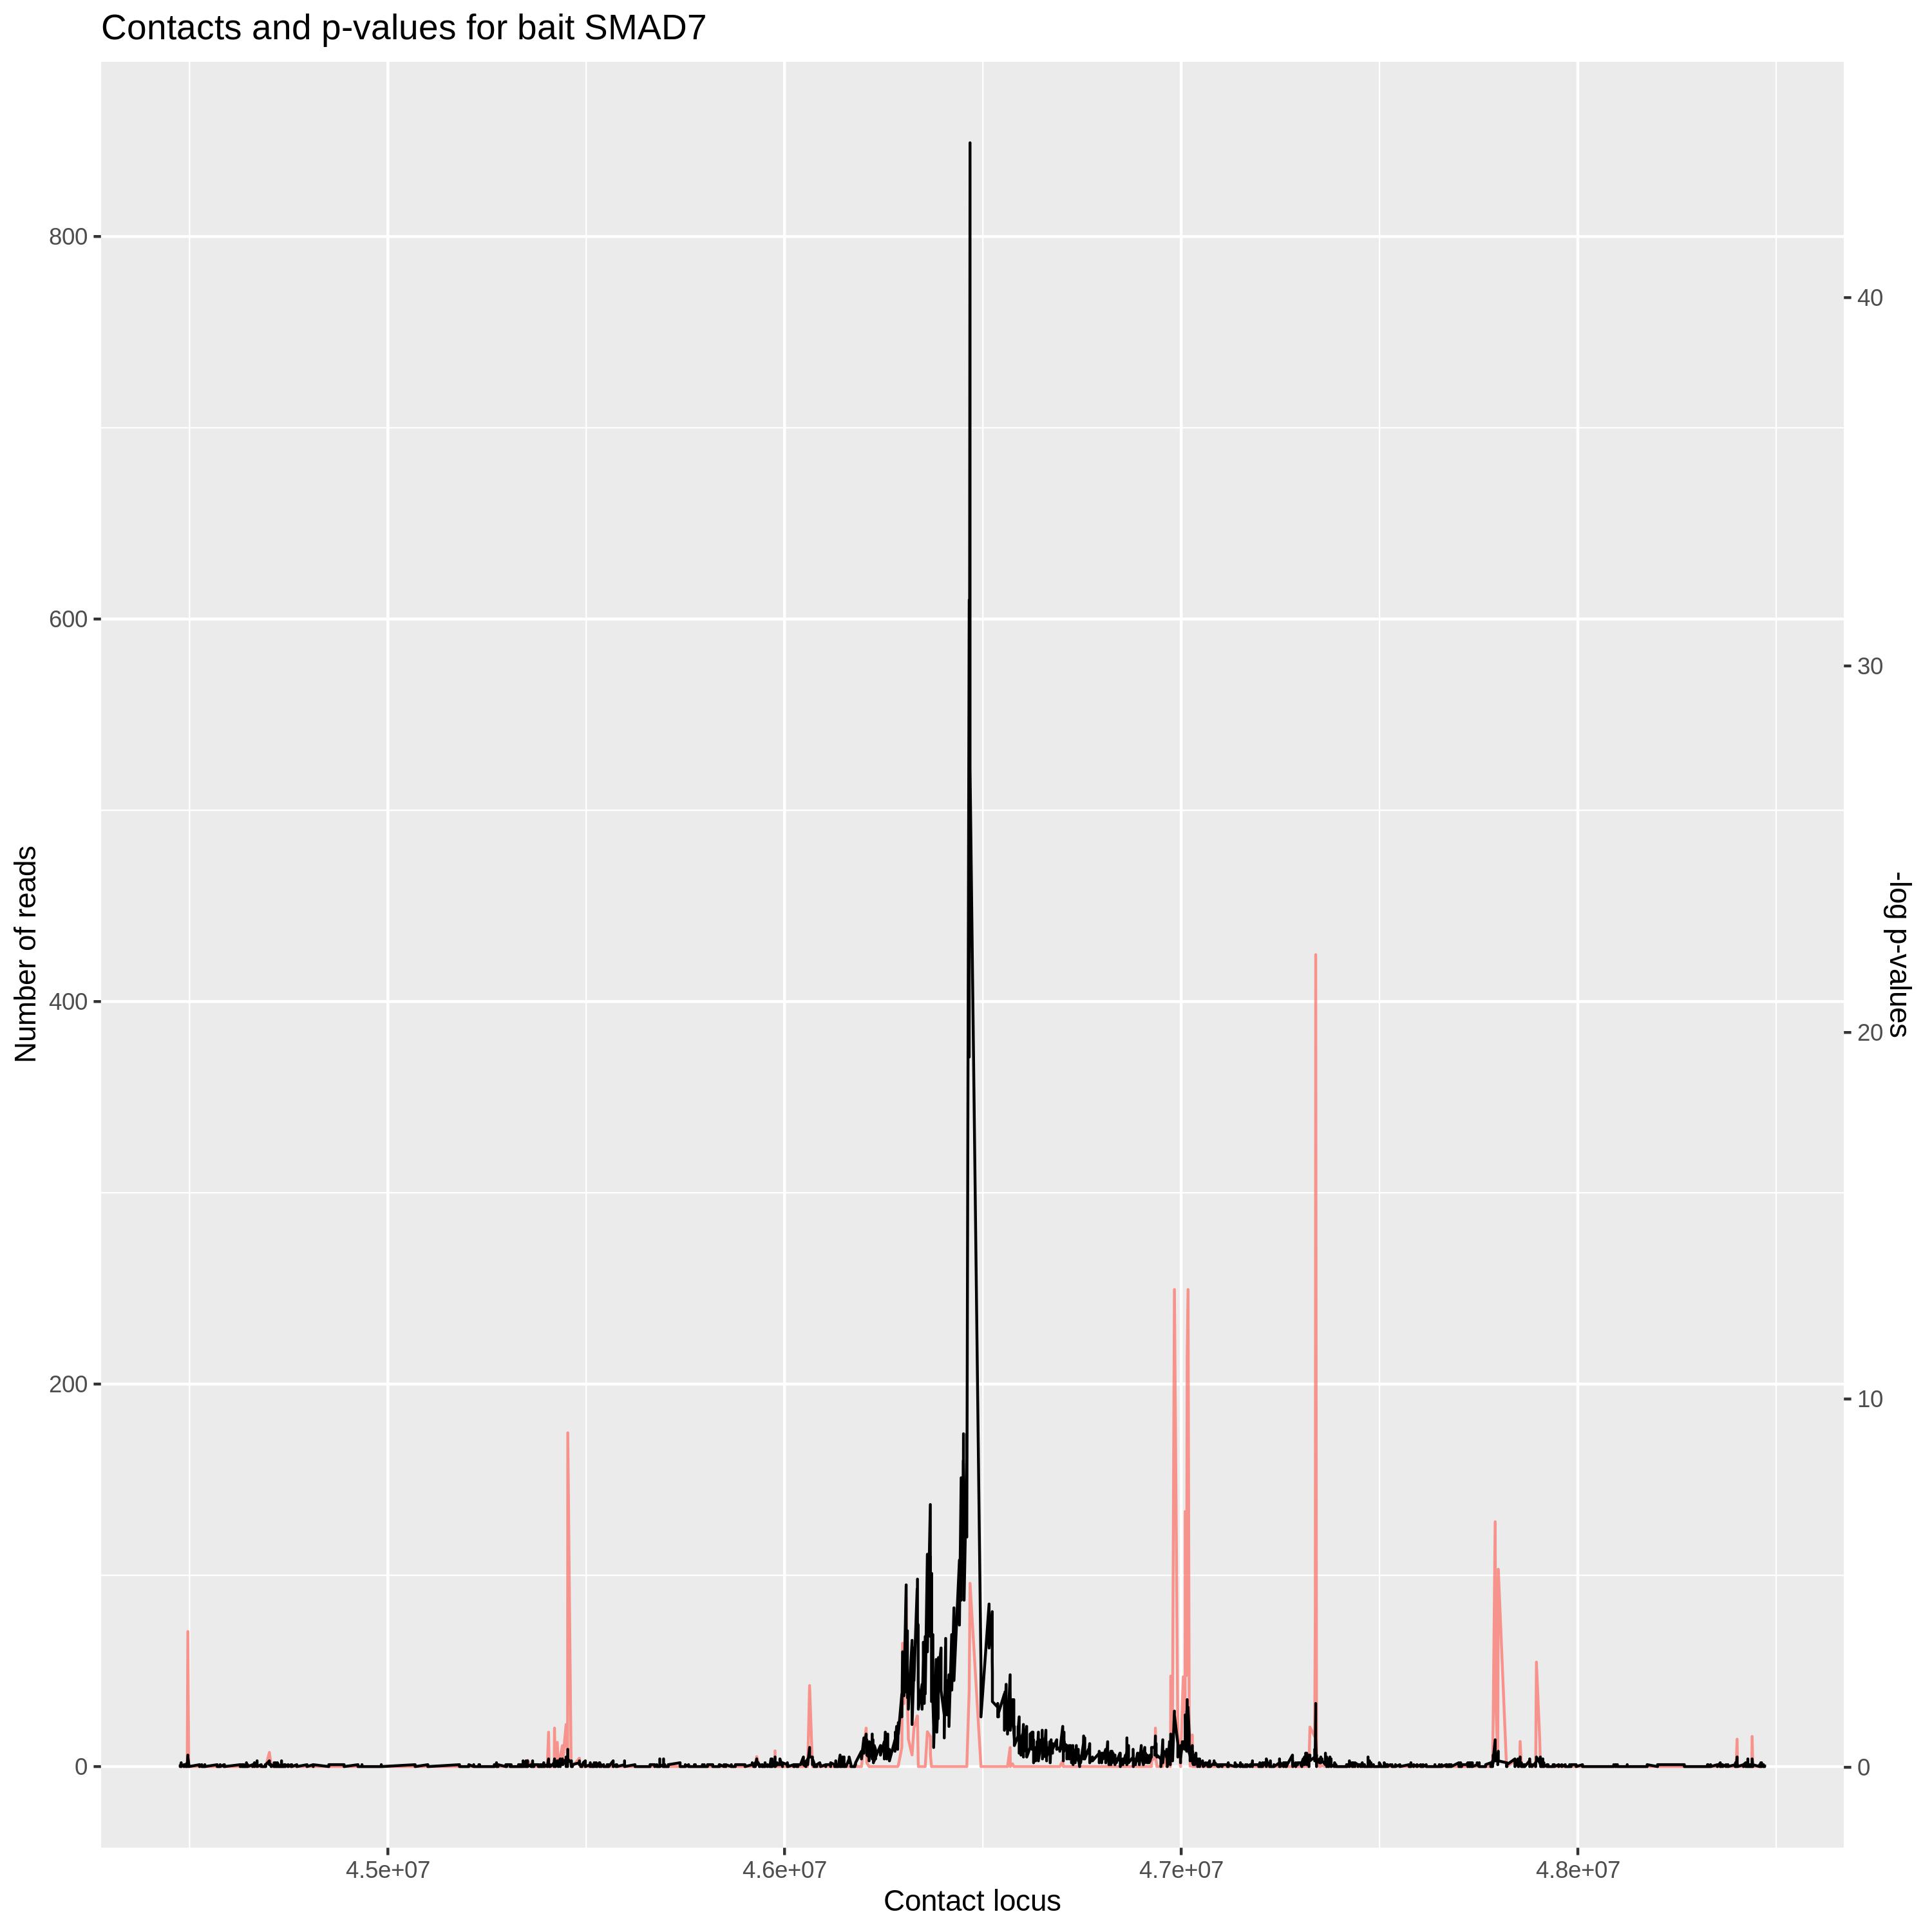 Contacts and p-values for bait SMAD7
800
600
400
200
0
Number of reads
40
30
20
10
0
-log p-values
4.5e+07
4.6e+07
4.7e+07
4.8e+07
Contact locus